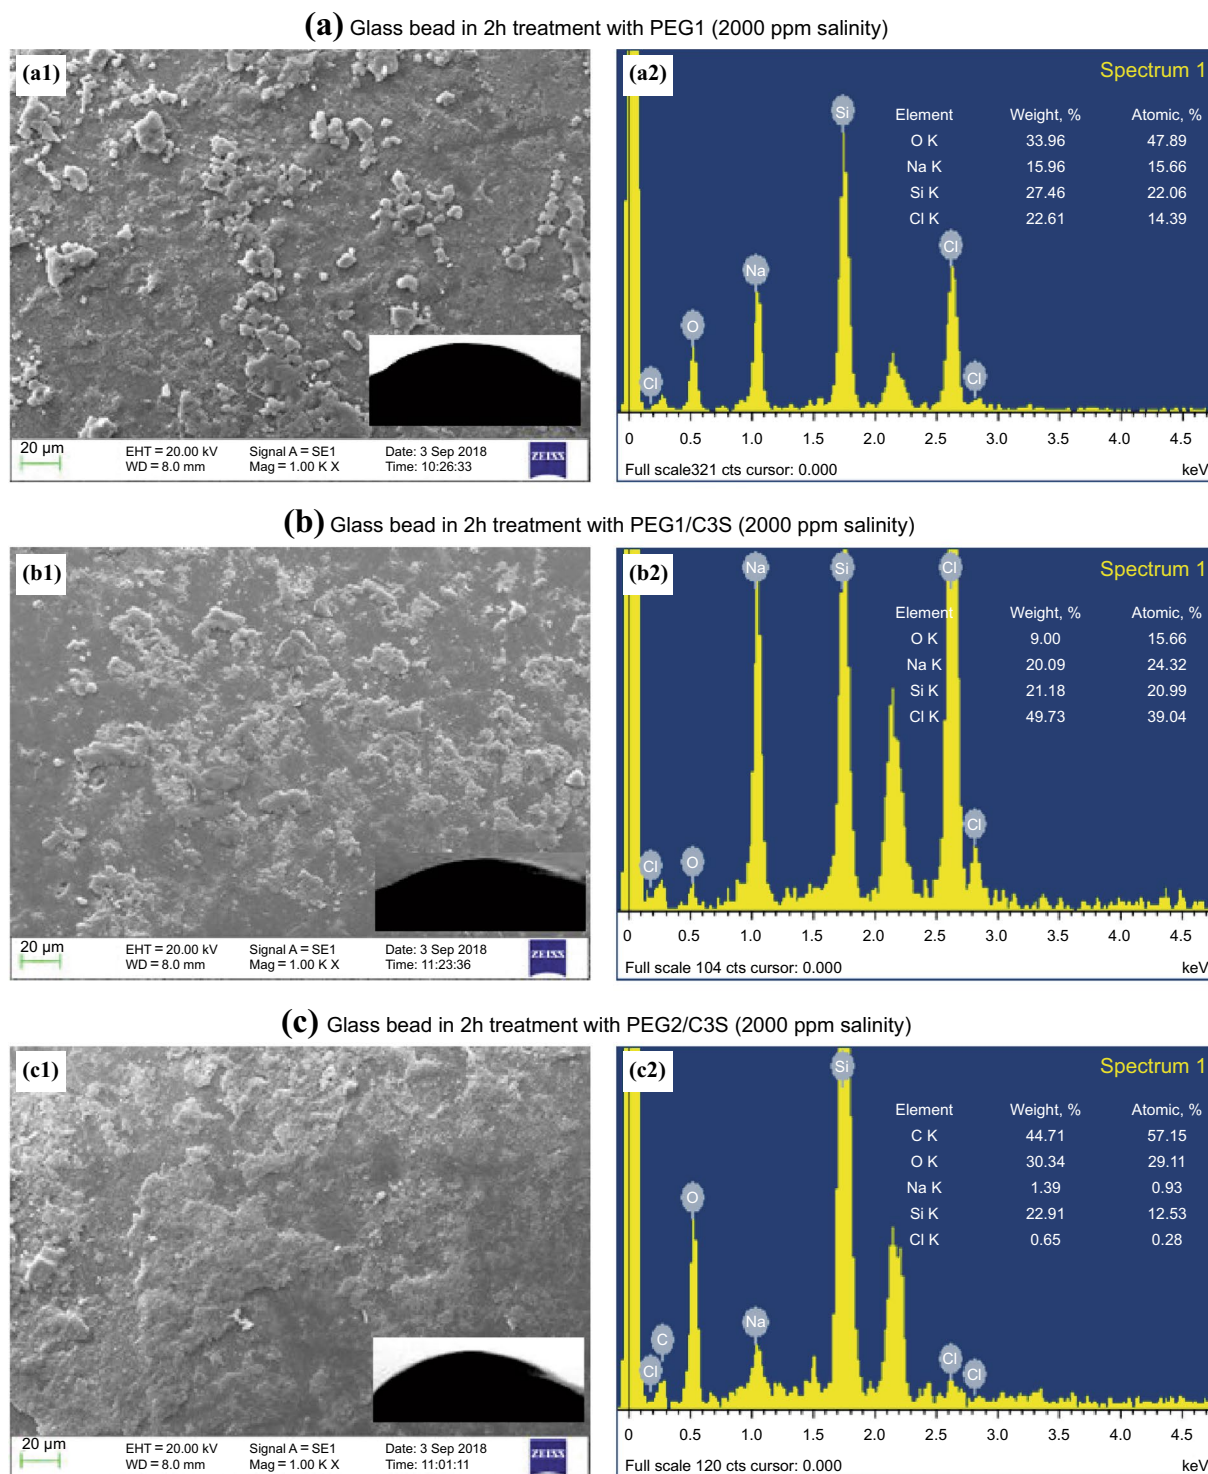 (a) Glass bead in 2h treatment with PEG1 (2000 ppm salinity)
(a1)
20 µm
EHT = 20.00 kV Signal A = SE1 Date: 3 Sep 2018
WD = 8.0 mm Mag = 1.00 K X Time: 10:26:33
ZEISS
(a2)
Spectrum 1
Element Weight, % Atomic, %
O K 33.96 47.89
Na K 15.96 15.66
Si K 27.46 22.06
Cl K 22.61 14.39
Si
Cl
Na
O
Cl
Cl
0 0.5 1.0 1.5 2.0 2.5 3.0 3.5 4.0 4.5
Full scale321 cts cursor: 0.000 keV
(b) Glass bead in 2h treatment with PEG1/C3S (2000 ppm salinity)
(b1)
20 µm
EHT = 20.00 kV Signal A = SE1 Date: 3 Sep 2018
WD = 8.0 mm Mag = 1.00 K X Time: 11:23:36
ZEISS
(b2)
Spectrum 1
Na Si Cl
Element Weight, % Atomic, %
O K 9.00 15.66
Na K 20.09 24.32
Si K 21.18 20.99
Cl K 49.73 39.04
Cl
Cl O
0 0.5 1.0 1.5 2.0 2.5 3.0 3.5 4.0 4.5
Full scale 104 cts cursor: 0.000 keV
(c) Glass bead in 2h treatment with PEG2/C3S (2000 ppm salinity)
(c1)
20 µm
EHT = 20.00 kV Signal A = SE1 Date: 3 Sep 2018
WD = 8.0 mm Mag = 1.00 K X Time: 11:01:11
ZEISS
(c2)
Spectrum 1
Si
Element Weight, % Atomic, %
C K 44.71 57.15
O K 30.34 29.11
Na K 1.39 0.93
Si K 22.91 12.53
Cl K 0.65 0.28
O
Na
C
Cl
Cl
Cl
0 0.5 1.0 1.5 2.0 2.5 3.0 3.5 4.0 4.5
Full scale 120 cts cursor: 0.000 keV